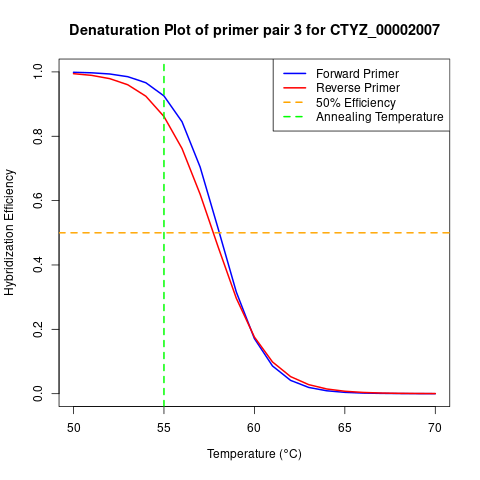 Denaturation Plot of primer pair 3 for CTYZ_00002007
Forward Primer
Reverse Primer
50% Efficiency
Annealing Temperature
Hybridization Efficiency
1.0
0.8
0.6
0.4
0.2
0.0
50 55 60 65 70
Temperature (°C)